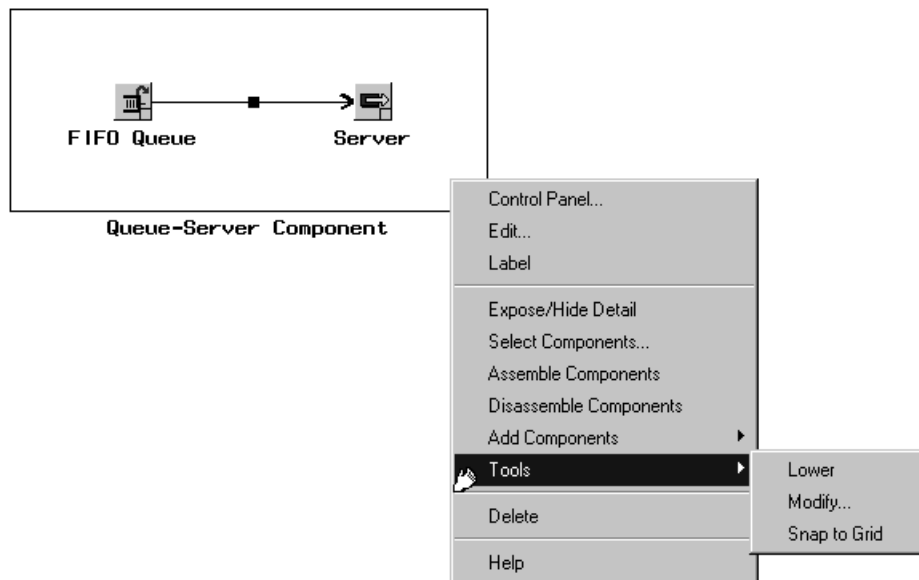 FIFO Queue
Server
Queue-Server Component
Control Panel...
Edit...
Label
Expose/Hide Detail
Select Components...
Assemble Components
Disassemble Components
Add Components
Tools
Lower
Modify...
Snap to Grid
Delete
Help